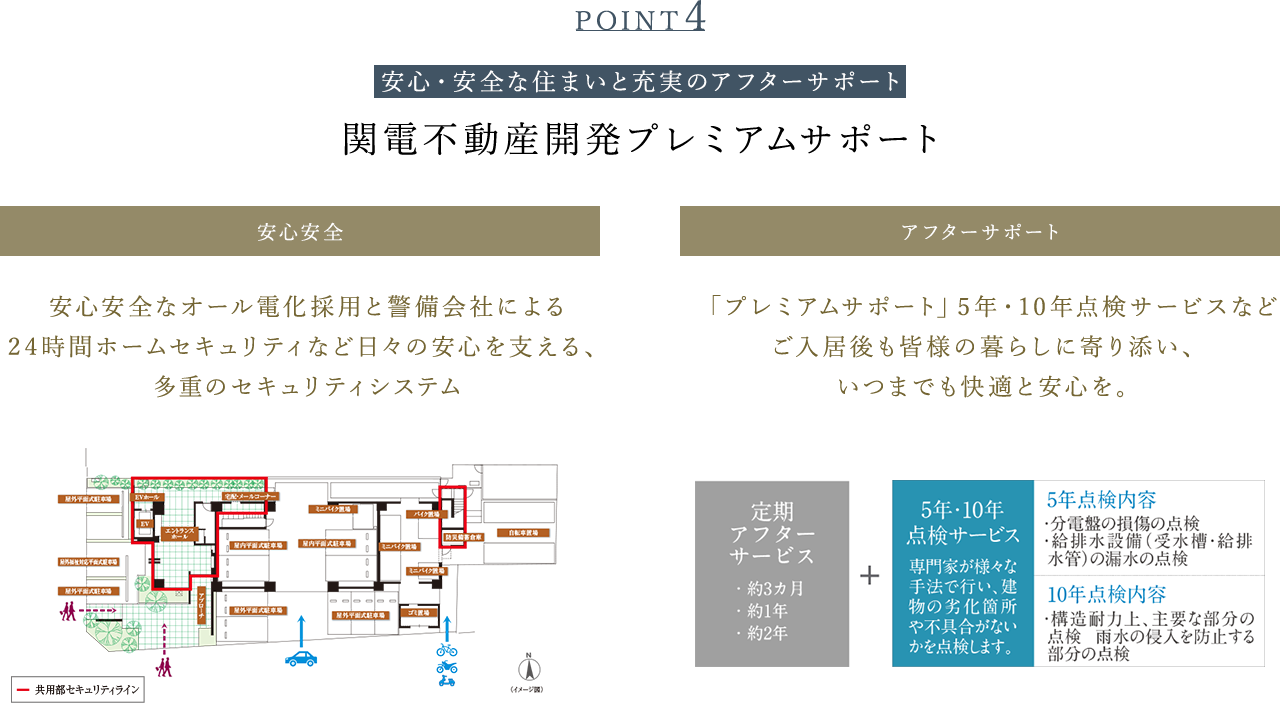 POINT4
安心・安全な住まいと充実のアフターサポート
関電不動産開発プレミアムサポート
安心安全
安心安全なオール電化採用と警備会社による
24時間ホームセキュリティなど日々の安心を支える、
多重のセキュリティシステム
屋外平面式駐車場
EVホール
宅配・メールコーナー
EV
エントランス
ホール
屋外福祉対応平面式駐車場
屋外平面式駐車場
アプローチ
屋内平面式駐車場
屋外平面式駐車場
ミニバイク置場
屋内平面式駐車場
屋外平面式駐車場
バイク置場
ミニバイク置場
防災備蓄倉庫
自転車置場
ミニバイク置場
ゴミ置場
N
(イメージ図)
共用部セキュリティライン
アフターサポート
「プレミアムサポート」5年・10年点検サービスなど
ご入居後も皆様の暮らしに寄り添い、
いつまでも快適と安心を。
定期
アフター
サービス
・約3カ月
・約1年
・約2年
+
5年・10年
点検サービス
専門家が様々な
手法で行い、建
物の劣化箇所
や不具合がない
かを点検します。
5年点検内容
・分電盤の損傷の点検
・給排水設備（受水槽・給排
水管）の漏水の点検
10年点検内容
・構造耐力上、主要な部分の
点検　雨水の侵入を防止する
部分の点検